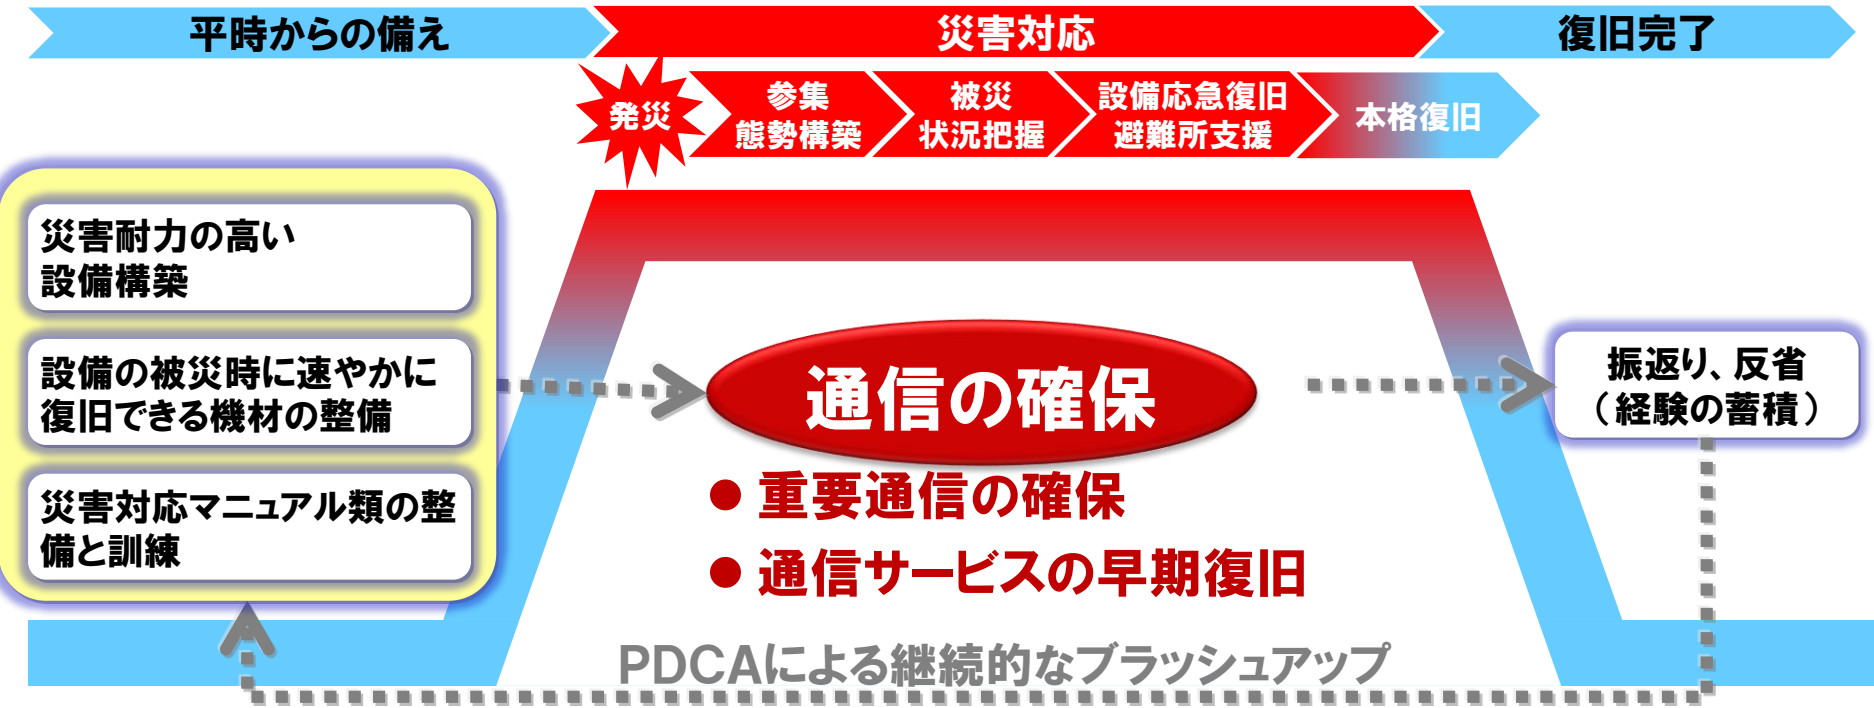 平時からの備え
災害対応
復旧完了
発災
参集
態勢構築
被災
状況把握
設備応急復旧
避難所支援
本格復旧
災害耐力の高い
設備構築
設備の被災時に速やかに
復旧できる機材の整備
災害対応マニュアル類の整
備と訓練
通信の確保
● 重要通信の確保
● 通信サービスの早期復旧
振返り、反省
（経験の蓄積）
PDCAによる継続的なブラッシュアップ